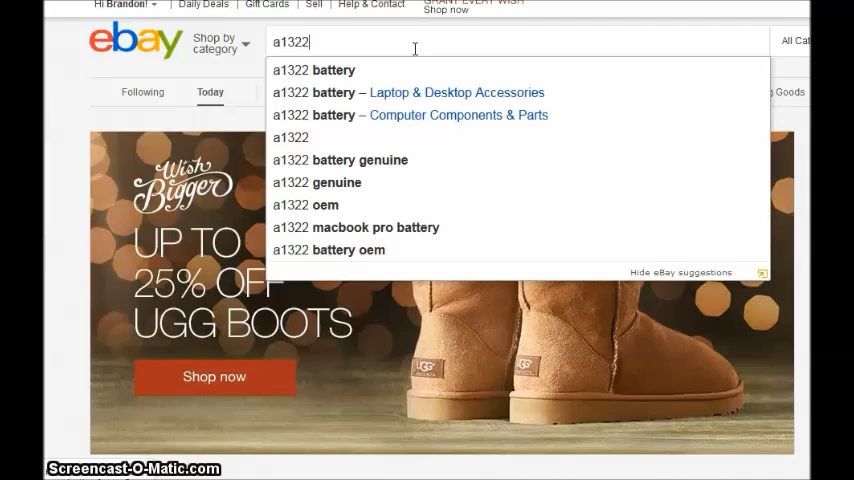 Hi Brandon!
Daily Deals
Gift Cards
Sell
Help & Contact
GRANT EVERY WISH
Shop now
ebay
Shop by
category
a1322
All Cat
Following
Today
g Goods
a1322 battery
a1322 battery – Laptop & Desktop Accessories
a1322 battery – Computer Components & Parts
a1322
a1322 battery genuine
a1322 genuine
a1322 oem
a1322 macbook pro battery
a1322 battery oem
Hide eBay suggestions
Wish
Bigger
UP TO
25% OFF
UGG BOOTS
Shop now
UGG
UGG
Screencast-O-Matic.com